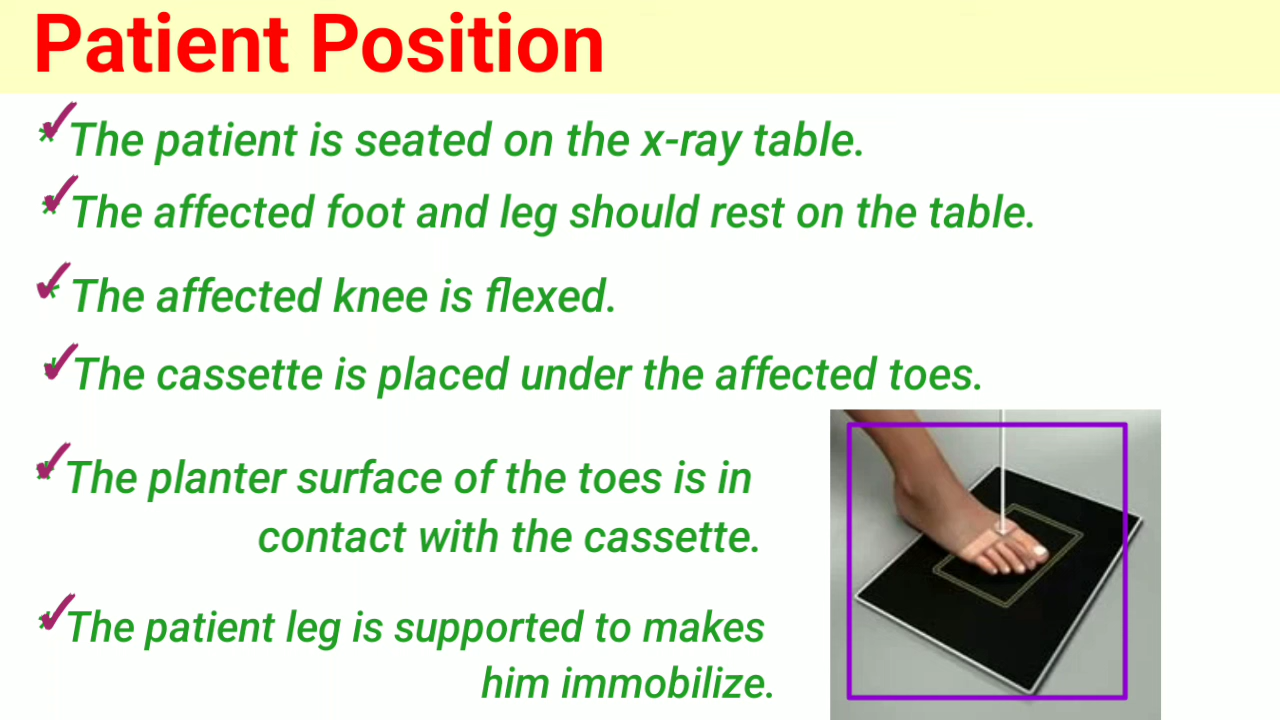 Patient Position
* The patient is seated on the x-ray table.
* The affected foot and leg should rest on the table.
* The affected knee is flexed.
* The cassette is placed under the affected toes.
* The planter surface of the toes is in
contact with the cassette.
* The patient leg is supported to makes
him immobilize.